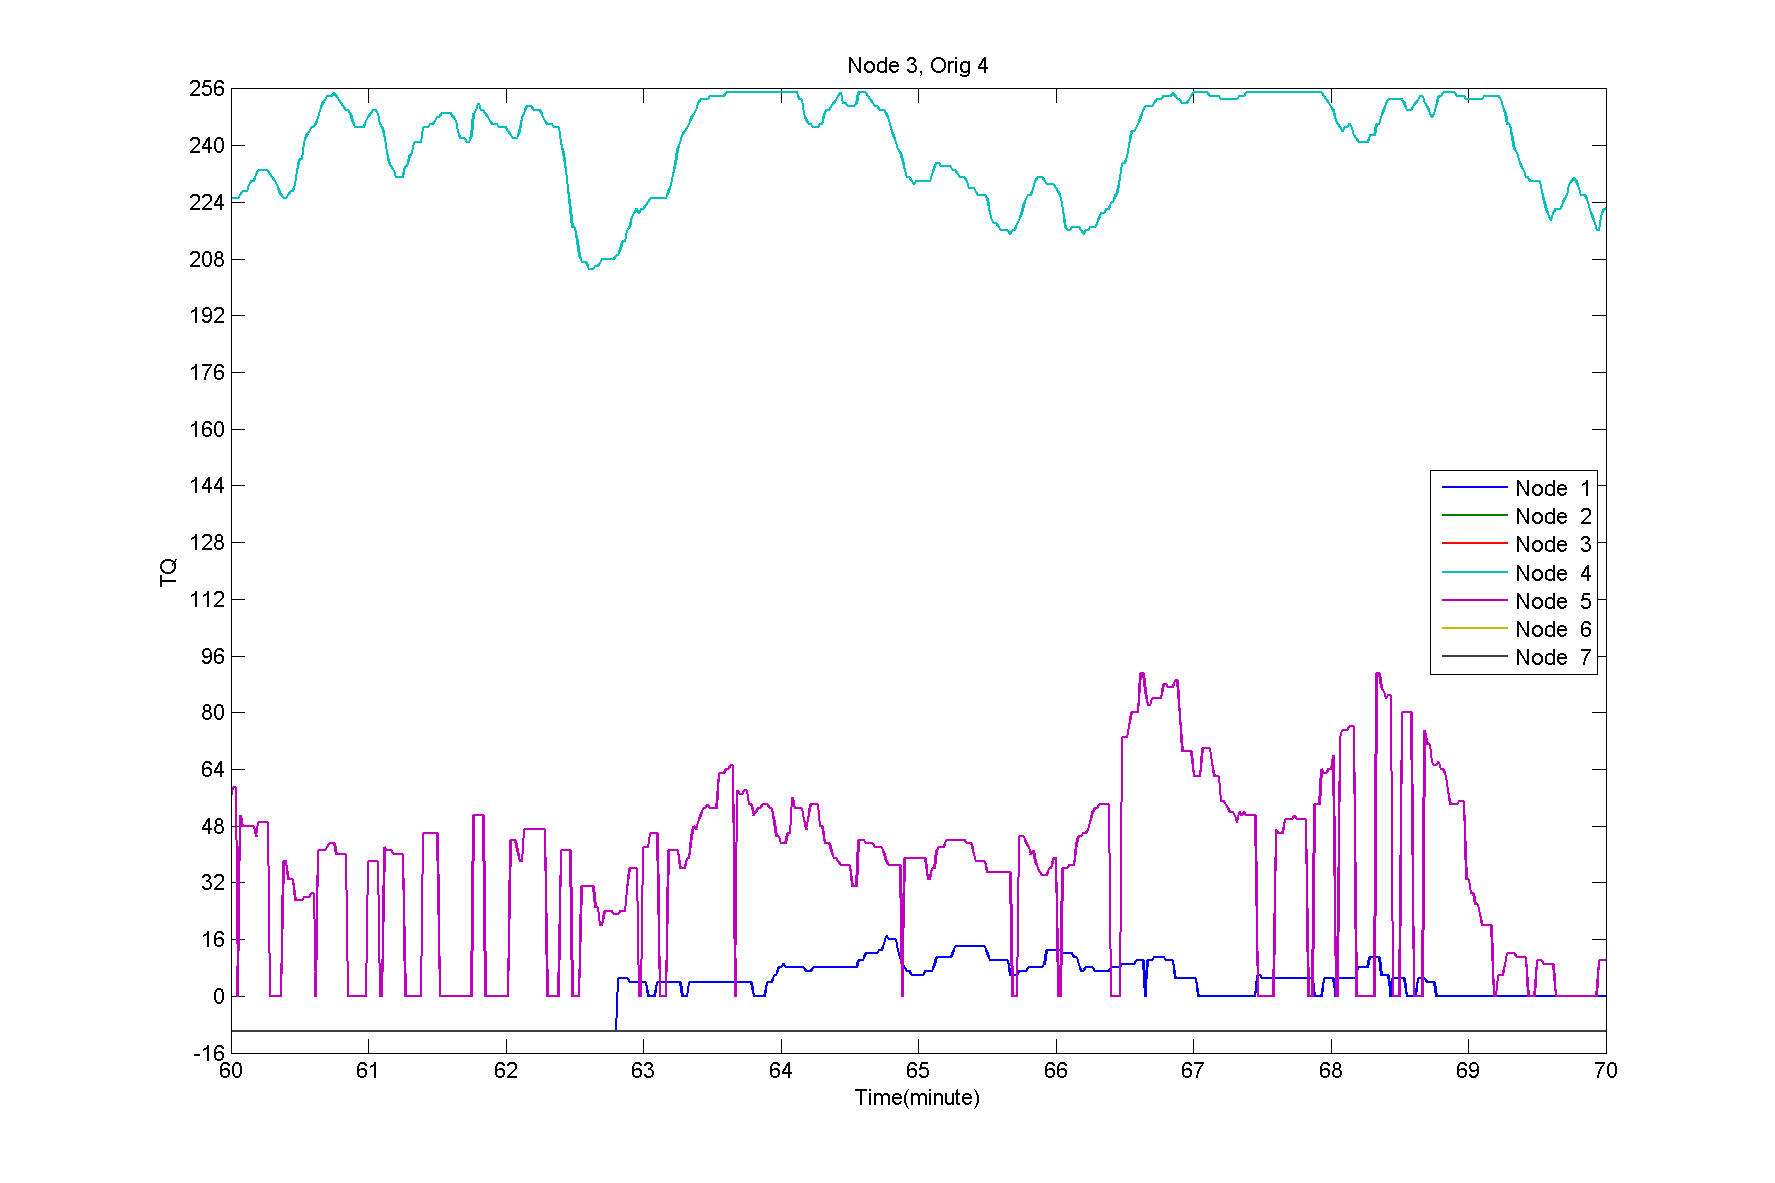 Node 3, Orig 4
256
240
224
208
192
176
160
144
128
112
96
80
64
48
32
16
0
-16
TQ
Node 1
Node 2
Node 3
Node 4
Node 5
Node 6
Node 7
60 61 62 63 64 65 66 67 68 69 70
Time(minute)